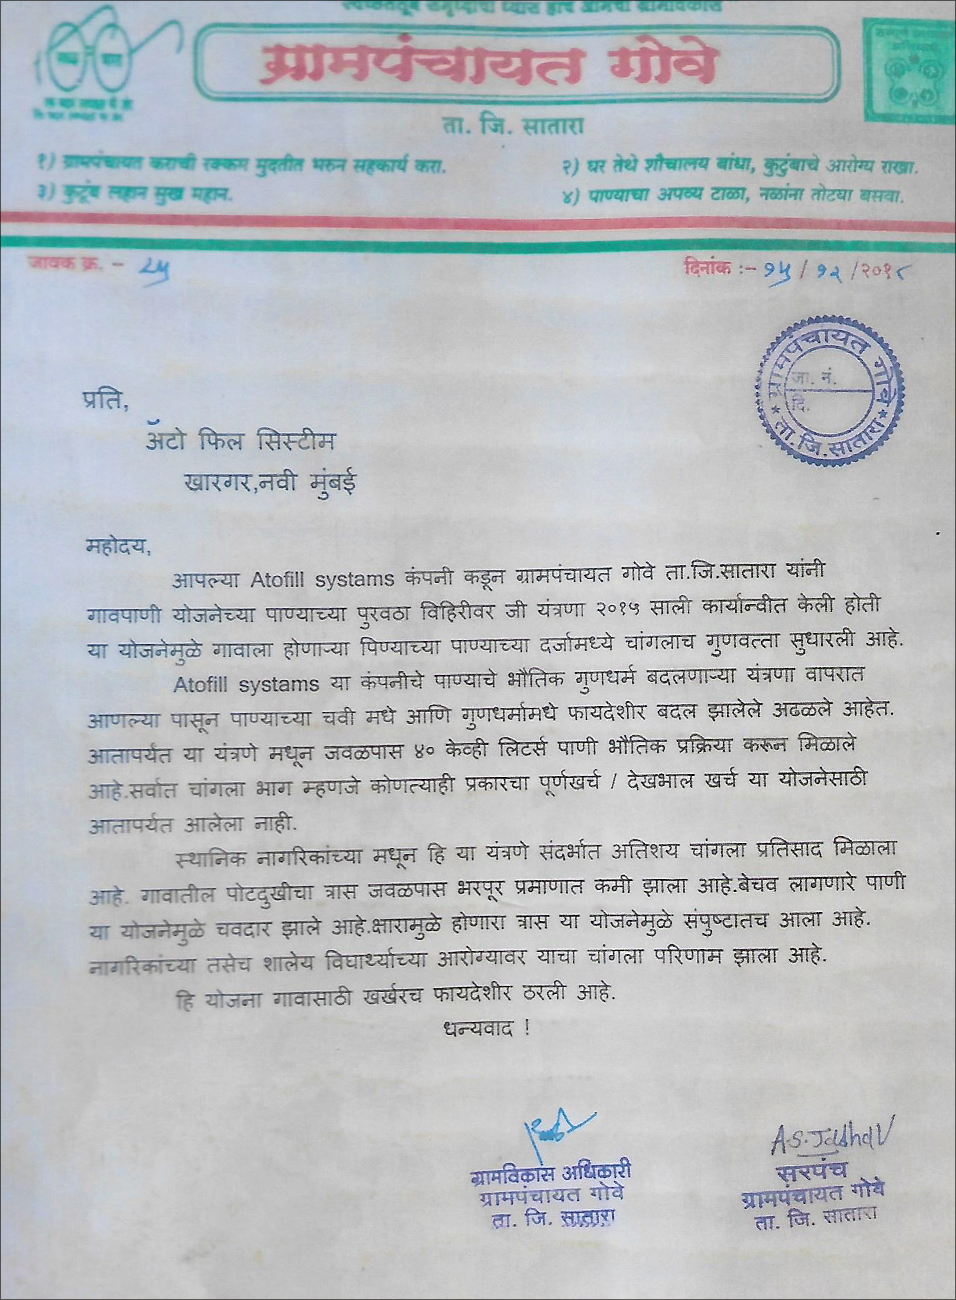 ग्रामपंचायत गोवे
ता. जि. सातारा
१) ग्रामपंचायत कराची रक्कम मुदतीत भरुन सहकार्य करा.
२) घर तेथे शौचालय बांधा, कुटुंबाचे आरोग्य राखा.
३) कुटूंब लहान सुख महान.
४) पाण्याचा अपव्य टाळा, नळांना तोटया बसवा.
जावक क्र. - ८५
दिनांक :- १५ / १२ / २०१८
ग्रामपंचायत गोवे
जा. नं.
दि.
ता.जि.सातारा
प्रति,
अॅटो फिल सिस्टीम
खारगर,नवी मुंबई
महोदय,
आपल्या Atofill systams कंपनी कडून ग्रामपंचायत गोवे ता.जि.सातारा यांनी
गावपाणी योजनेच्या पाण्याच्या पुरवठा विहिरीवर जी यंत्रणा २०१५ साली कार्यान्वीत केली होती
या योजनेमुळे गावाला होणाऱ्या पिण्याच्या पाण्याच्या दर्जामध्ये चांगलाच गुणवत्ता सुधारली आहे.
Atofill systams या कंपनीचे पाण्याचे भौतिक गुणधर्म बदलणाऱ्या यंत्रणा वापरात
आणल्या पासून पाण्याच्या चवी मधे आणि गुणधर्मामधे फायदेशीर बदल झालेले अढळले आहेत.
आतापर्यंत या यंत्रणे मधून जवळपास ४० केव्ही लिटर्स पाणी भौतिक प्रक्रिया करून मिळाले
आहे.सर्वात चांगला भाग म्हणजे कोणत्याही प्रकारचा पूर्णखर्च / देखभाल खर्च या योजनेसाठी
आतापर्यंत आलेला नाही.
स्थानिक नागरिकांच्या मधून हि या यंत्रणे संदर्भात अतिशय चांगला प्रतिसाद मिळाला
आहे. गावातील पोटदुखीचा त्रास जवळपास भरपूर प्रमाणात कमी झाला आहे.बेचव लागणारे पाणी
या योजनेमुळे चवदार झाले आहे.क्षारामुळे होणारा त्रास या योजनेमुळे संपुष्टातच आला आहे.
नागरिकांच्या तसेच शालेय विघार्थ्याच्या आरोग्यावर याचा चांगला परिणाम झाला आहे.
हि योजना गावासाठी खर्खरच फायदेशीर ठरली आहे.
धन्यवाद !
A.S. Jadhav
ग्रामविकास अधिकारी
ग्रामपंचायत गोवे
ता. जि. सातारा
सरपंच
ग्रामपंचायत गोवे
ता. जि. सातारा